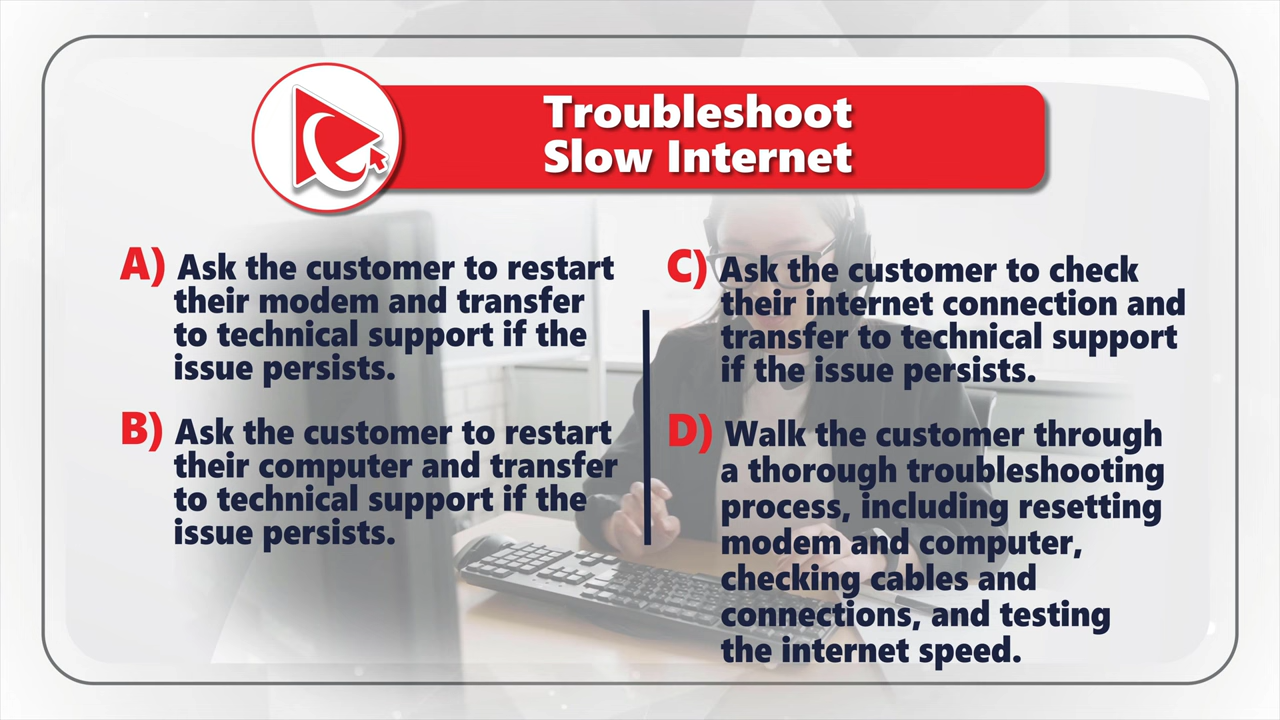 Troubleshoot
Slow Internet
A) Ask the customer to restart
their modem and transfer
to technical support if the
issue persists.
B) Ask the customer to restart
their computer and transfer
to technical support if the
issue persists.
C) Ask the customer to check
their internet connection and
transfer to technical support
if the issue persists.
D) Walk the customer through
a thorough troubleshooting
process, including resetting
modem and computer,
checking cables and
connections, and testing
the internet speed.